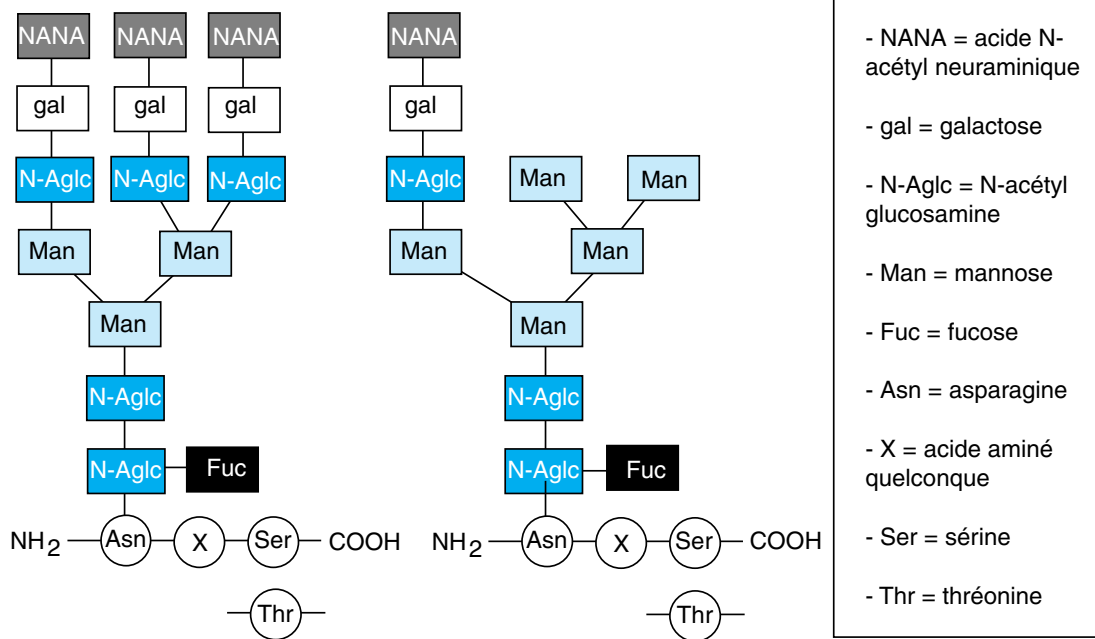 NANA NANA NANA
gal gal gal
N-Aglc N-Aglc N-Aglc
Man Man
Man
N-Aglc
N-Aglc Fuc
NH2 Asn X Ser COOH
Thr
NANA
gal
N-Aglc Man Man
Man Man
Man
N-Aglc
N-Aglc Fuc
NH2 Asn X Ser COOH
Thr
- NANA = acide N-
acétyl neuraminique
- gal = galactose
- N-Aglc = N-acétyl
glucosamine
- Man = mannose
- Fuc = fucose
- Asn = asparagine
- X = acide aminé
quelconque
- Ser = sérine
- Thr = thréonine